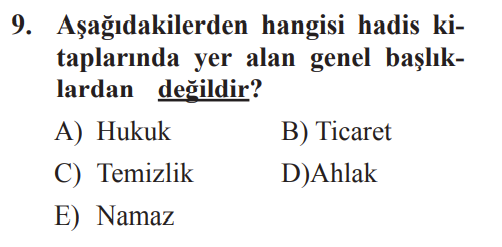 9. Aşağıdakilerden hangisi hadis ki-
taplarında yer alan genel başlık-
lardan değildir?
A) Hukuk B) Ticaret
C) Temizlik D)Ahlak
E) Namaz